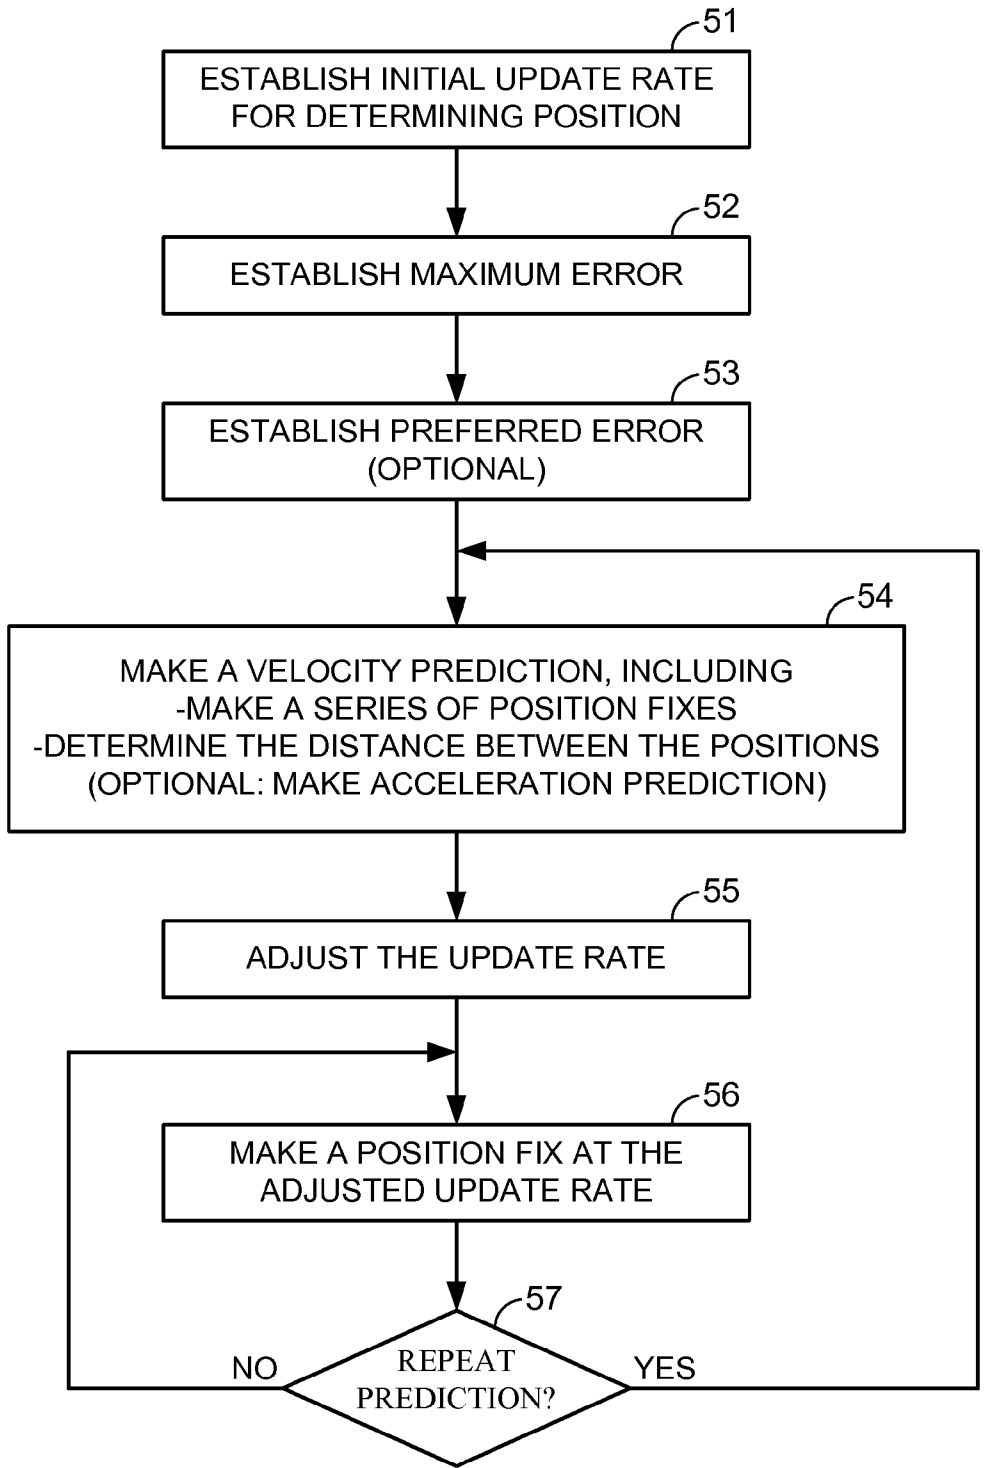 51
ESTABLISH INITIAL UPDATE RATE
FOR DETERMINING POSITION
52
ESTABLISH MAXIMUM ERROR
53
ESTABLISH PREFERRED ERROR
(OPTIONAL)
54
MAKE A VELOCITY PREDICTION, INCLUDING
-MAKE A SERIES OF POSITION FIXES
-DETERMINE THE DISTANCE BETWEEN THE POSITIONS
(OPTIONAL: MAKE ACCELERATION PREDICTION)
55
ADJUST THE UPDATE RATE
56
MAKE A POSITION FIX AT THE
ADJUSTED UPDATE RATE
57
REPEAT
PREDICTION?
NO
YES